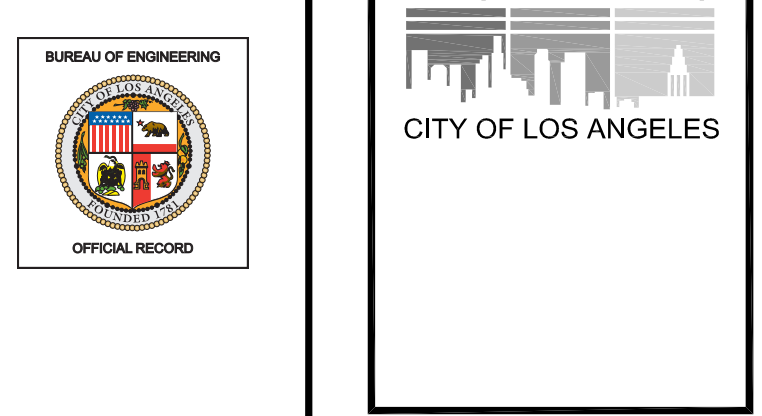 BUREAU OF ENGINEERING
CITY OF LOS ANGELES
FOUNDED 1781
OFFICIAL RECORD
CITY OF LOS ANGELES